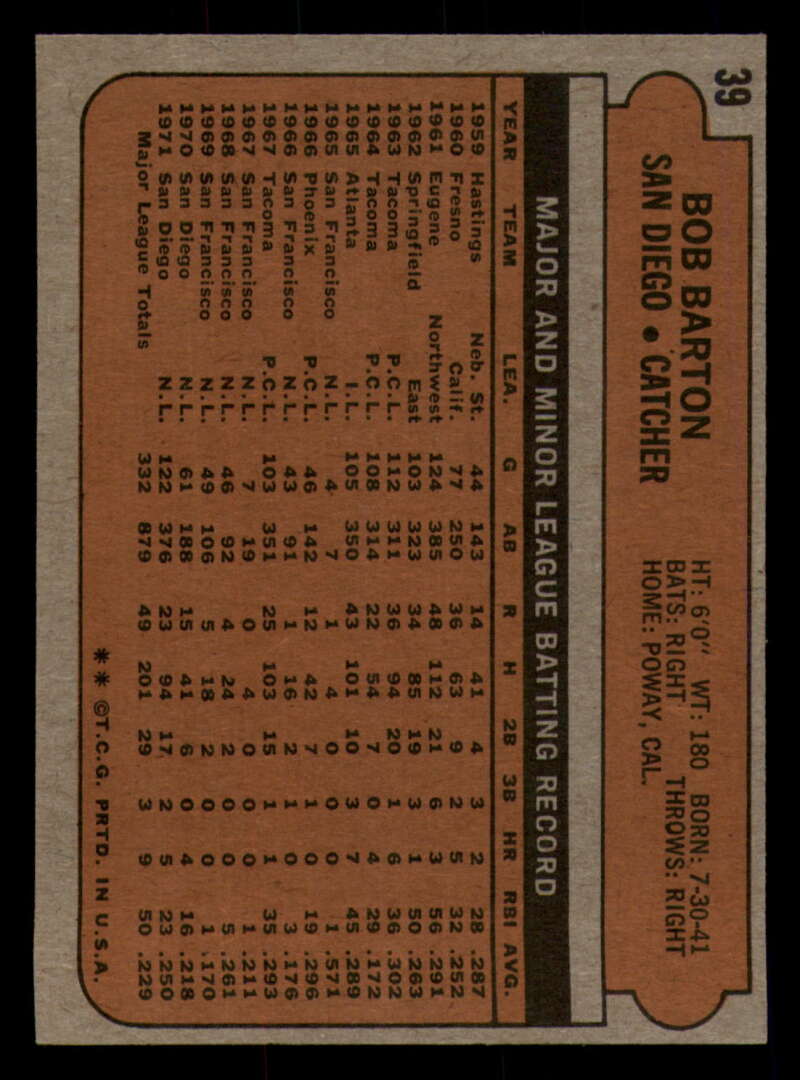 39
BOB BARTON
SAN DIEGO • CATCHER
HT: 6'0" WT: 180 BORN: 7-30-41
BATS: RIGHT THROWS: RIGHT
HOME: POWAY, CAL.
MAJOR AND MINOR LEAGUE BATTING RECORD
YEAR TEAM LEA. G AB R H 2B 3B HR RBI AVG.
1959 Hastings Neb. St. 44 143 14 41 4 3 2 28 .287
1960 Fresno Calif. 77 250 36 63 9 2 5 32 .252
1961 Eugene Northwest 124 385 48 112 21 6 3 56 .291
1962 Springfield East 103 323 34 85 19 3 1 50 .263
1963 Tacoma P.C.L. 112 311 36 94 20 1 6 36 .302
1964 Tacoma P.C.L. 108 314 22 54 7 0 4 29 .172
1965 Atlanta I.L. 105 350 43 101 10 3 7 45 .289
1965 San Francisco N.L. 4 7 1 4 0 0 0 1 .571
1966 Phoenix P.C.L. 46 142 12 42 7 1 0 19 .296
1966 San Francisco N.L. 43 91 1 16 2 1 0 3 .176
1967 Tacoma P.C.L. 103 351 25 103 15 1 1 35 .293
1967 San Francisco N.L. 7 19 0 4 0 0 0 1 .211
1968 San Francisco N.L. 46 92 4 24 2 0 0 5 .261
1969 San Francisco N.L. 49 106 5 18 2 0 0 1 .170
1970 San Diego N.L. 61 188 15 41 6 0 4 16 .218
1971 San Diego N.L. 122 376 23 94 17 2 5 23 .250
Major League Totals 332 879 49 201 29 3 9 50 .229
** ©T.C.G. PRTD. IN U.S.A.